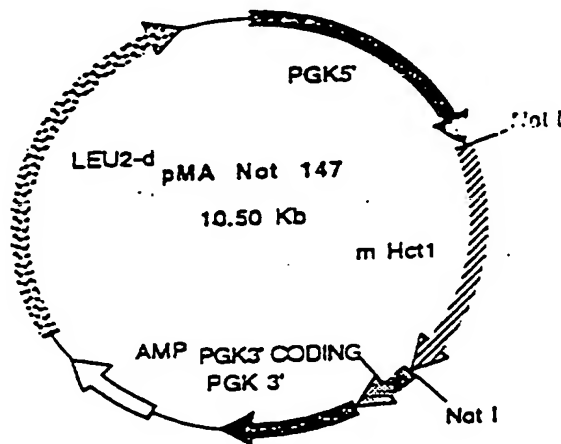 PGK5'
Not I
LEU2-d
pMA Not 147
10.50 Kb
m Hct1
AMP
PGK3' CODING
PGK 3'
Not I